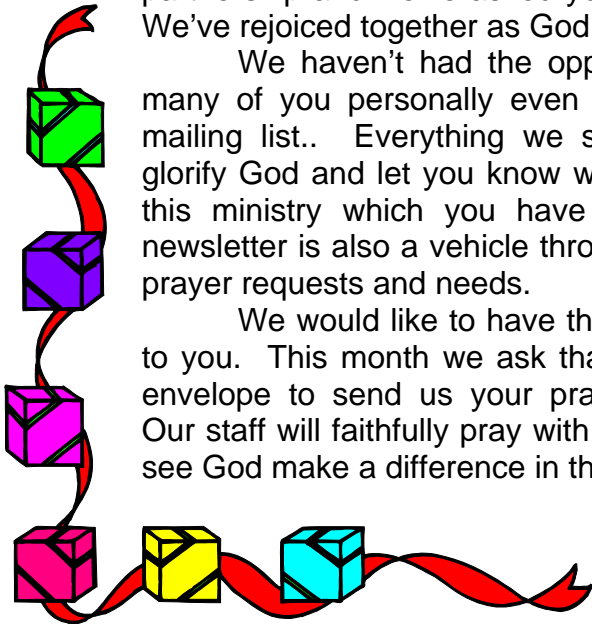 We've rejoiced together as God
We haven't had the opp
many of you personally even
mailing list.. Everything we s
glorify God and let you know w
this ministry which you have
newsletter is also a vehicle thro
prayer requests and needs.
We would like to have th
to you. This month we ask tha
envelope to send us your pra
Our staff will faithfully pray with
see God make a difference in th